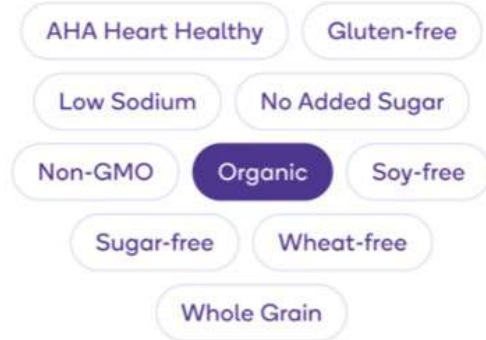 AHA Heart Healthy Gluten-free
Low Sodium No Added Sugar
Non-GMO Organic Soy-free
Sugar-free Wheat-free
Whole Grain